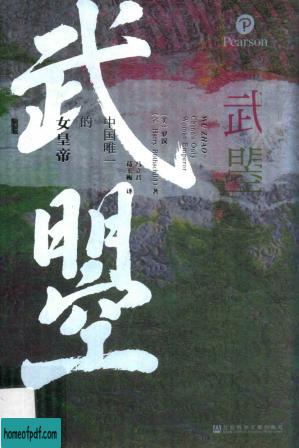 Pearson
武曌
武曌
中国唯一
的
女皇帝
WU ZHAO
China's Only
Woman Emperor
罗汉
Harry Rothschild
著
冯立君
葛玉梅
译
社会科学文献出版社
homeofpdf.com
homeofpdf.com